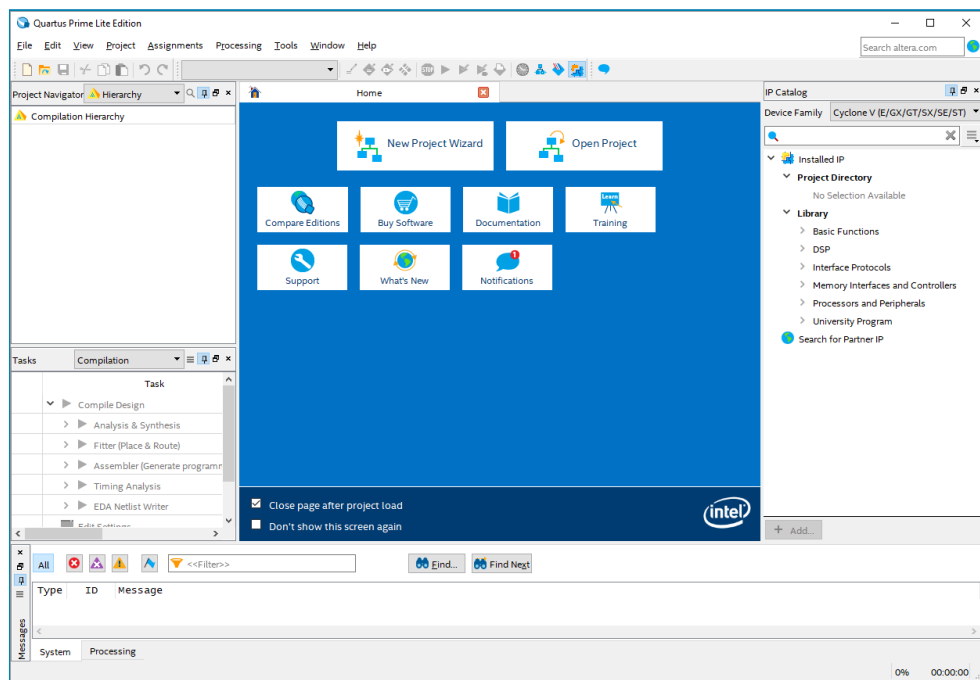 Quartus Prime Lite Edition
File Edit View Project Assignments Processing Tools Window Help
Search altera.com
Project Navigator Hierarchy
Compilation Hierarchy
Home
New Project Wizard
Open Project
Compare Editions
Buy Software
Documentation
Learn
Training
Support
What's New
1
Notifications
Close page after project load
Don't show this screen again
intel
IP Catalog
Device Family Cyclone V (E/GX/GT/SX/SE/ST)
Installed IP
Project Directory
No Selection Available
Library
Basic Functions
DSP
Interface Protocols
Memory Interfaces and Controllers
Processors and Peripherals
University Program
Search for Partner IP
+ Add...
Tasks Compilation
Task
Compile Design
Analysis & Synthesis
Fitter (Place & Route)
Assembler (Generate programr
Timing Analysis
EDA Netlist Writer
Edit Settings
All <<Filter>> Find... Find Next
Type ID Message
Messages
System Processing
0% 00:00:00